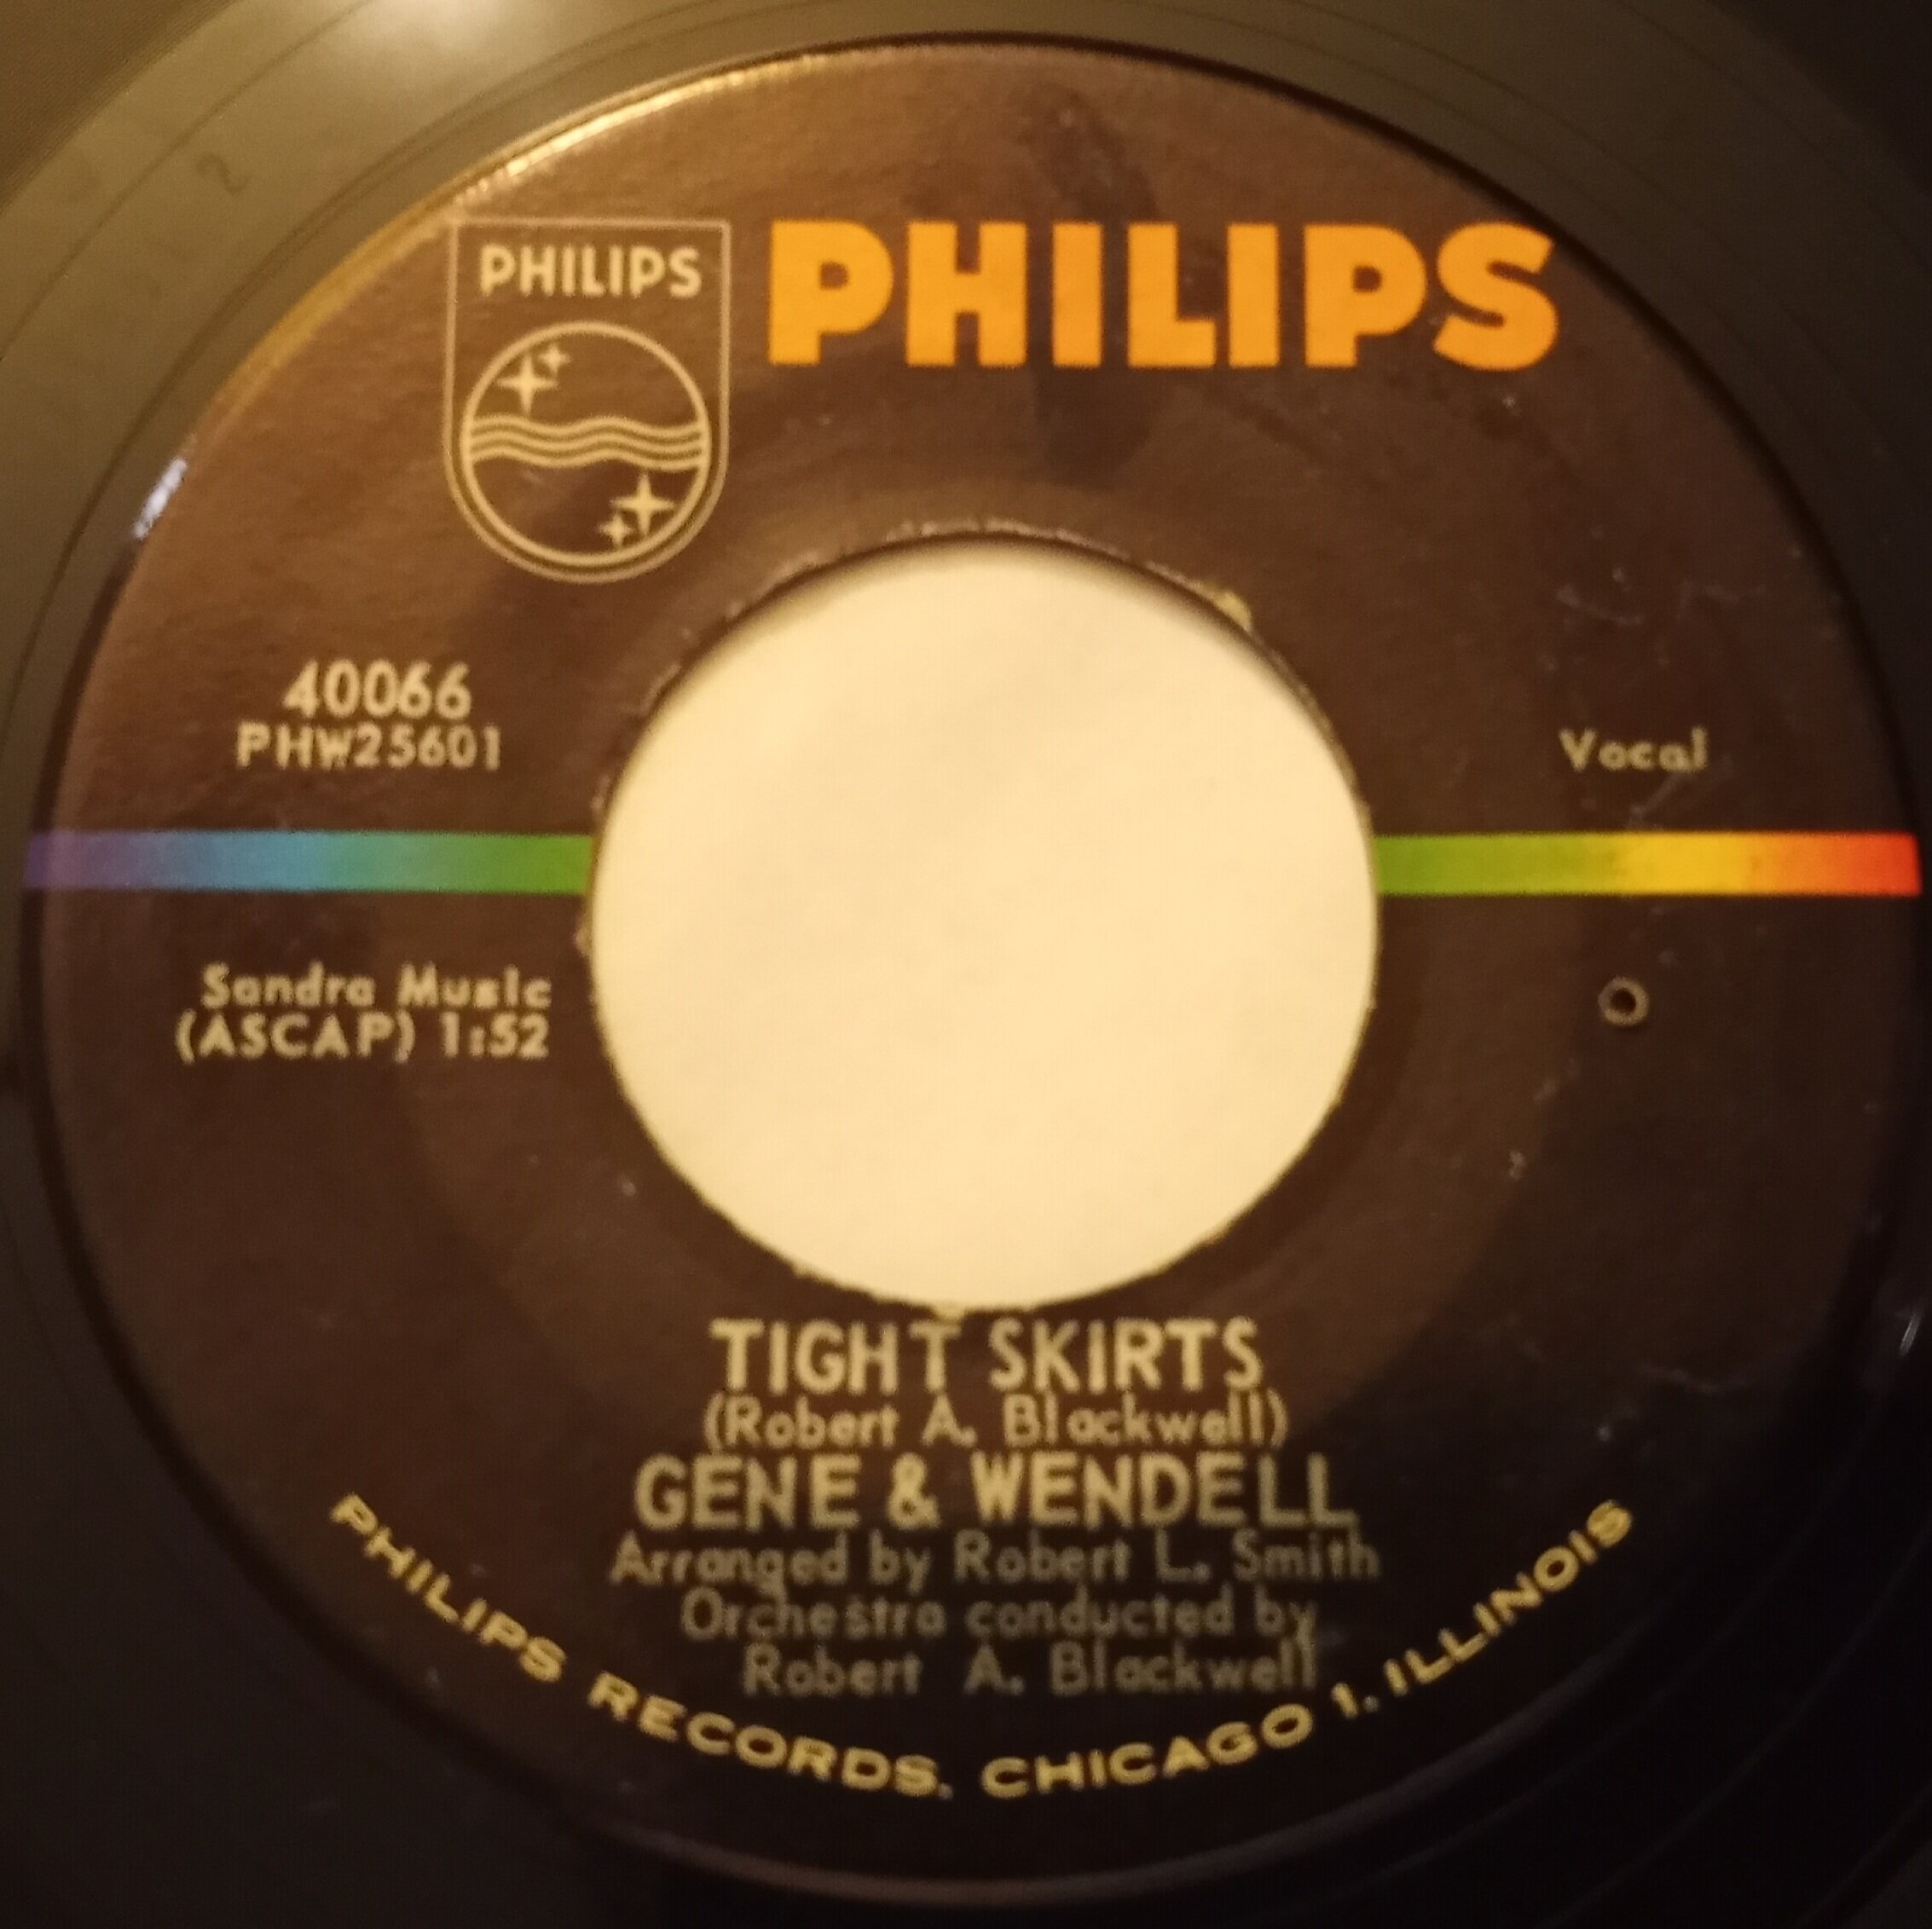 PHILIPS
PHILIPS
40066
PHW25601
Vocal
Sandra Music
(ASCAP) 1:52
TIGHT SKIRTS
(Robert A. Blackwell)
GENE & WENDELL
Arranged by Robert L. Smith
Orchestra conducted by
Robert A. Blackwell
PHILIPS RECORDS, CHICAGO 1, ILLINOIS